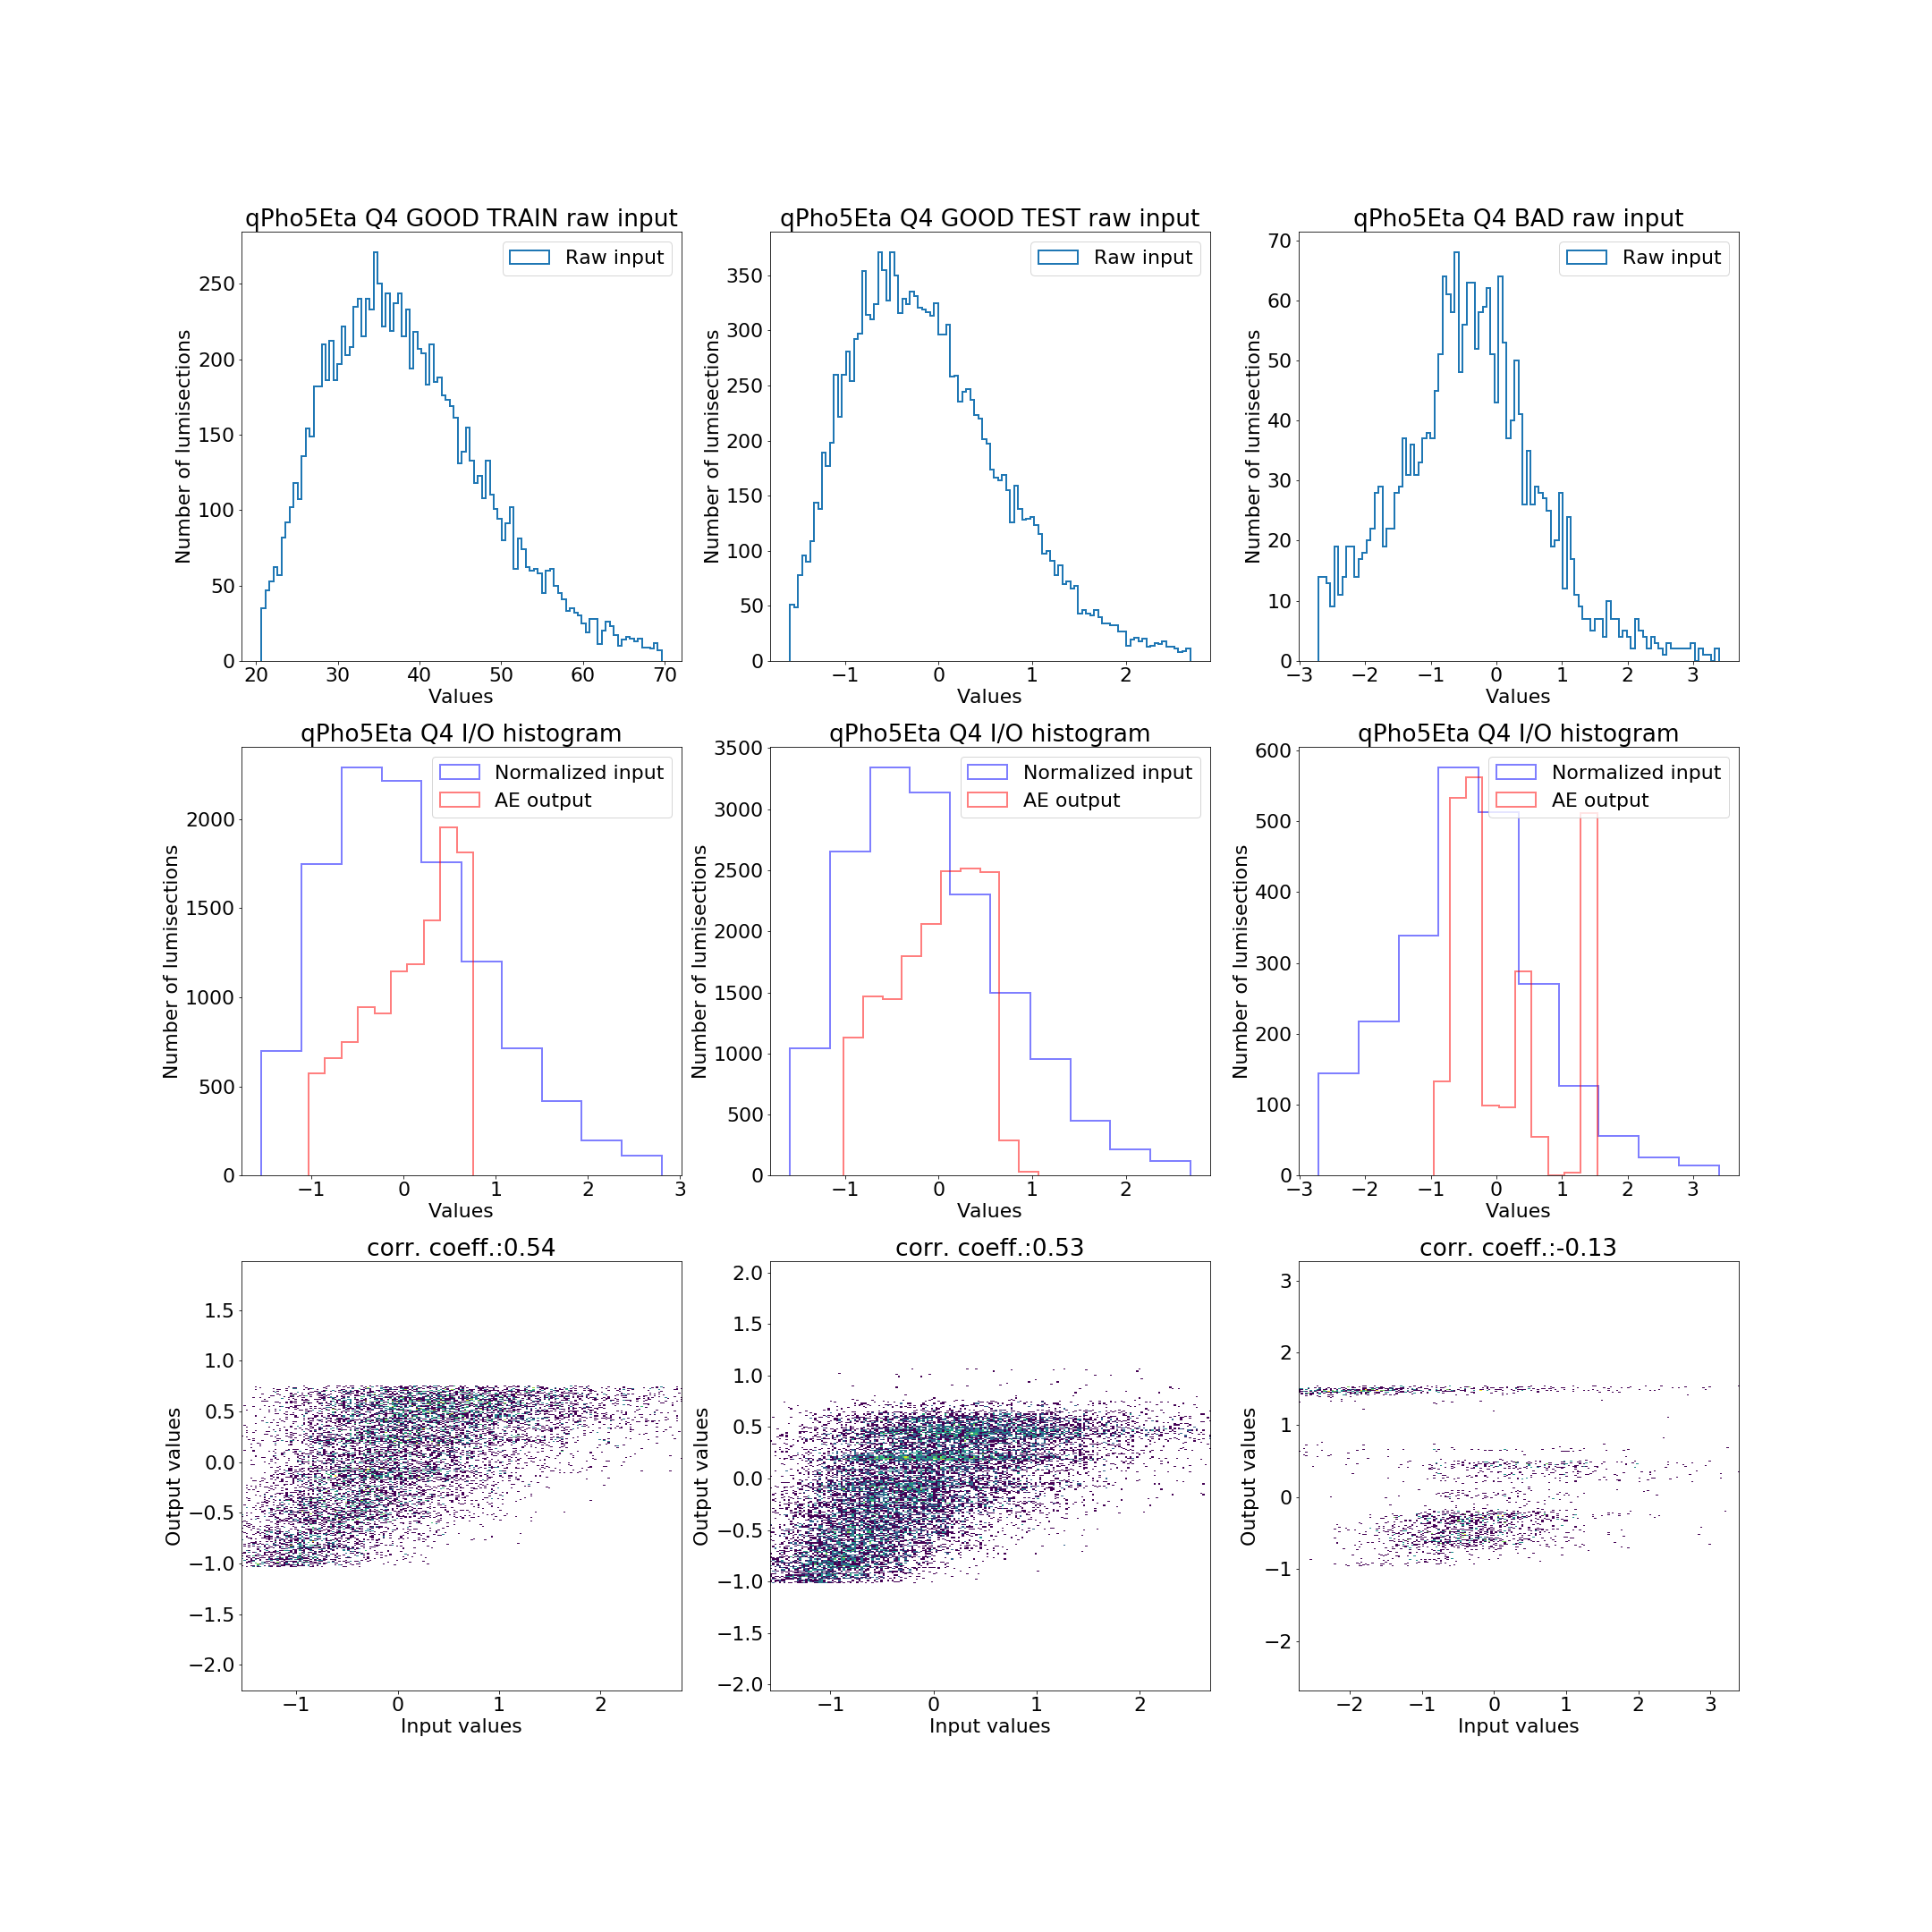 qPho5Eta Q4 GOOD TRAIN raw input
Raw input
Number of lumisections
250
200
150
100
50
0
20 30 40 50 60 70
Values
qPho5Eta Q4 GOOD TEST raw input
Raw input
Number of lumisections
350
300
250
200
150
100
50
0
−1 0 1 2
Values
qPho5Eta Q4 BAD raw input
Raw input
Number of lumisections
70
60
50
40
30
20
10
0
−3 −2 −1 0 1 2 3
Values
qPho5Eta Q4 I/O histogram
Normalized input
AE output
Number of lumisections
2000
1500
1000
500
0
−1 0 1 2 3
Values
qPho5Eta Q4 I/O histogram
Normalized input
AE output
Number of lumisections
3500
3000
2500
2000
1500
1000
500
0
−1 0 1 2
Values
qPho5Eta Q4 I/O histogram
Normalized input
AE output
Number of lumisections
600
500
400
300
200
100
0
−3 −2 −1 0 1 2 3
Values
corr. coeff.:0.54
Output values
1.5
1.0
0.5
0.0
−0.5
−1.0
−1.5
−2.0
−1 0 1 2
Input values
corr. coeff.:0.53
Output values
2.0
1.5
1.0
0.5
0.0
−0.5
−1.0
−1.5
−2.0
−1 0 1 2
Input values
corr. coeff.:-0.13
Output values
3
2
1
0
−1
−2
−2 −1 0 1 2 3
Input values